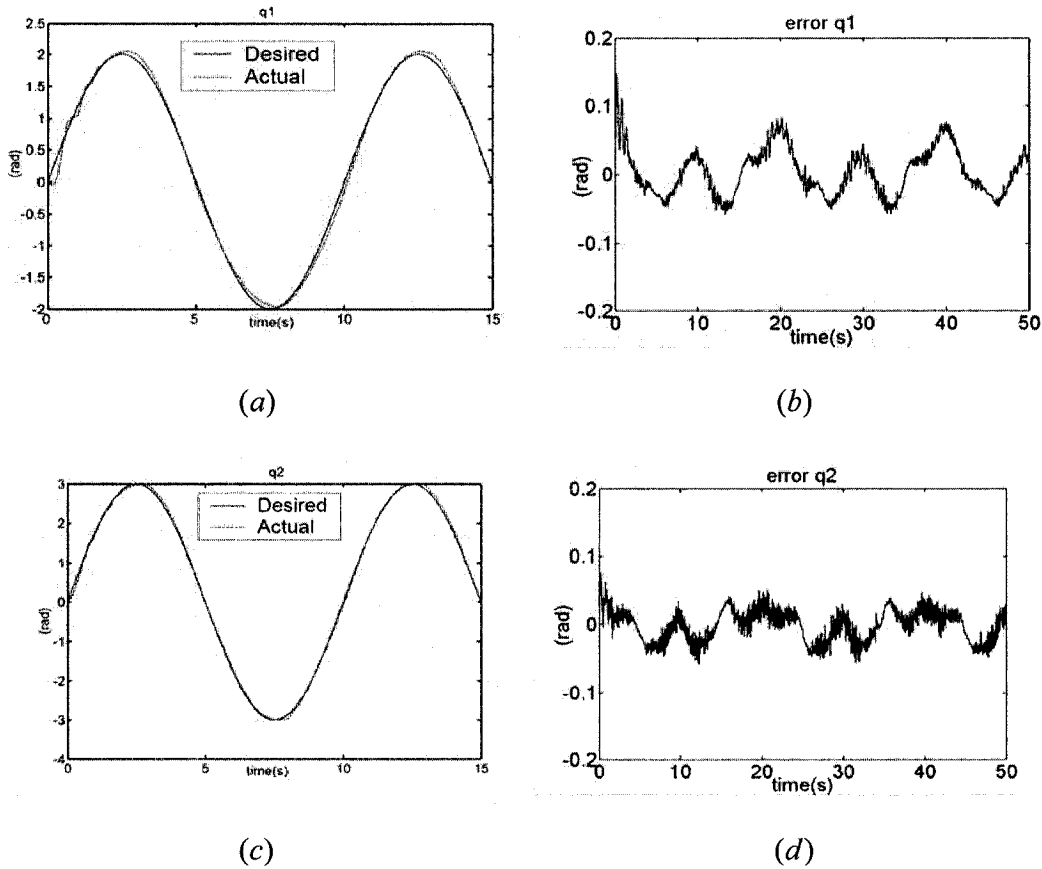 q1
2.5
2
1.5
1
0.5
0
-0.5
-1
-1.5
-2
(rad)
Desired
Actual
0
5
10
15
time(s)
(a)
error q1
0.2
0.1
0
-0.1
-0.2
(rad)
0
10
20
30
40
50
time(s)
(b)
q2
3
2
1
0
-1
-2
-3
-4
(rad)
Desired
Actual
0
5
10
15
time(s)
(c)
error q2
0.2
0.1
0
-0.1
-0.2
(rad)
0
10
20
30
40
50
time(s)
(d)